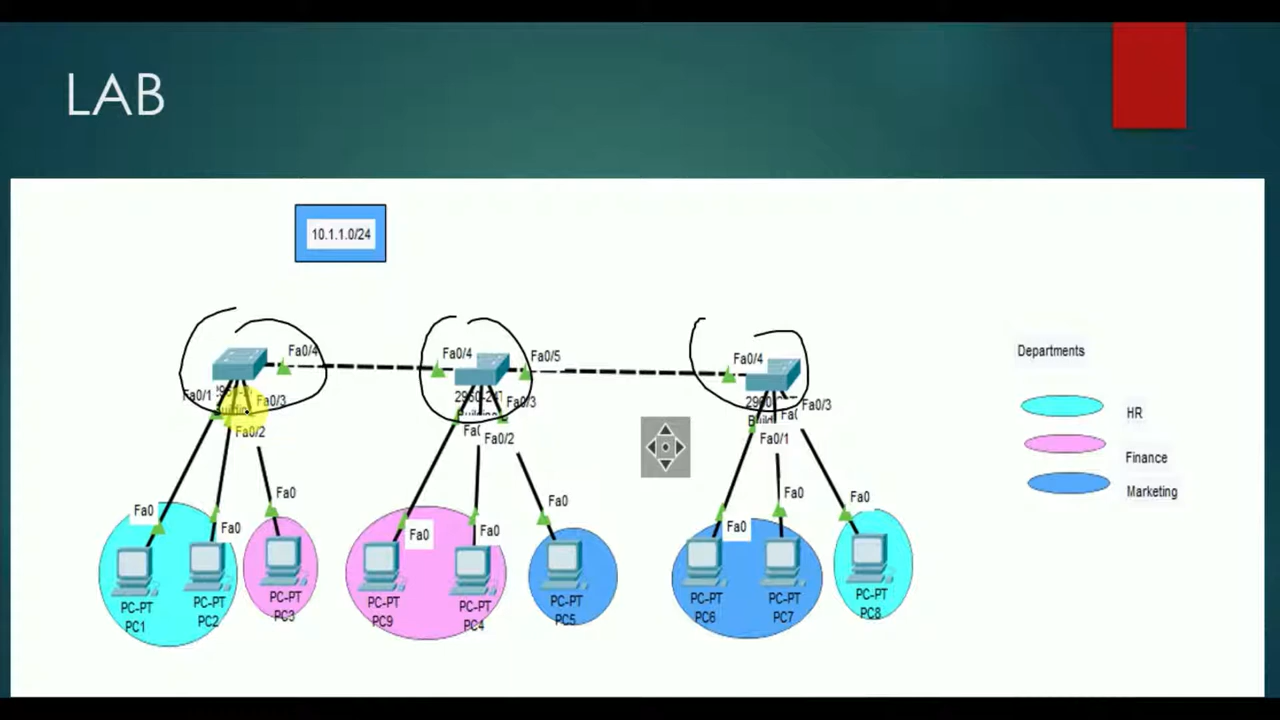 LAB
10.1.1.0/24
Fa0/4
Fa0/4
Fa0/5
Fa0/4
Departments
Fa0/1
Fa0/3
Fa0/3
Fa0/3
HR
Fa0/2
Fa0/2
Fa0/1
Finance
Marketing
Fa0
Fa0
Fa0
Fa0
Fa0
Fa0
Fa0
Fa0
Fa0
PC-PT
PC1
PC-PT
PC2
PC-PT
PC3
PC-PT
PC9
PC-PT
PC4
PC-PT
PC5
PC-PT
PC6
PC-PT
PC7
PC-PT
PC8